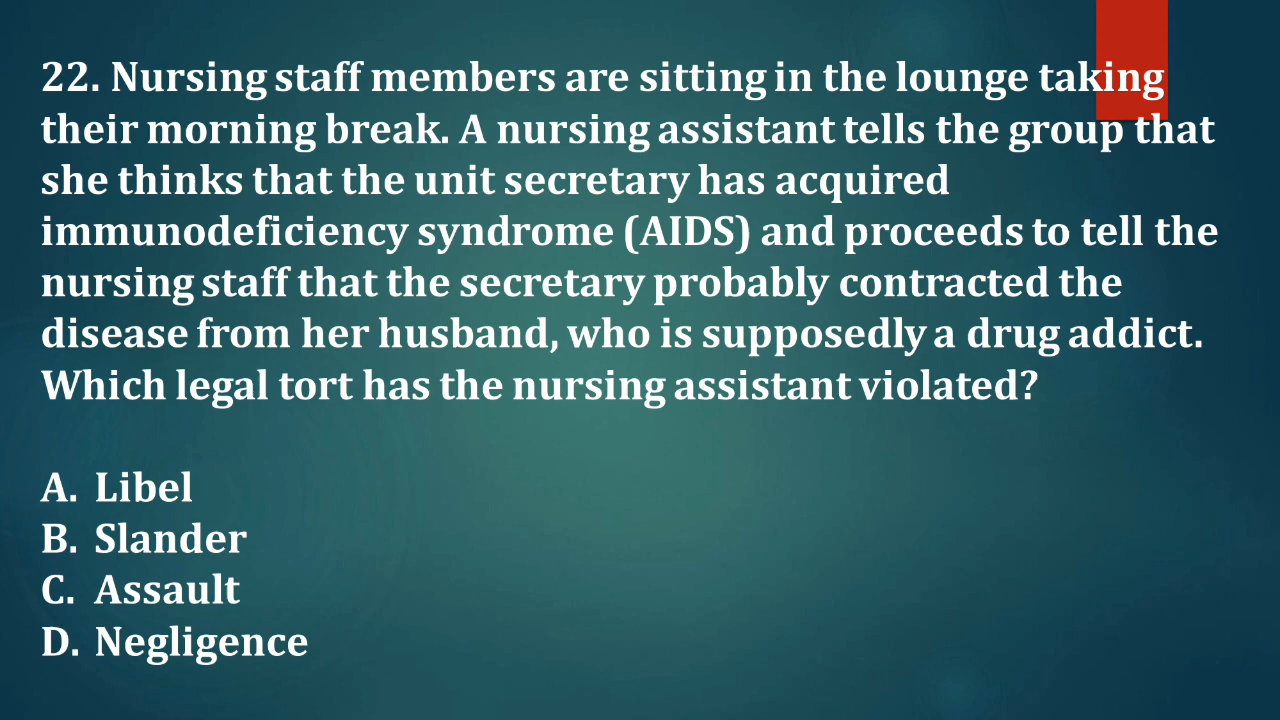 22. Nursing staff members are sitting in the lounge taking
their morning break. A nursing assistant tells the group that
she thinks that the unit secretary has acquired
immunodeficiency syndrome (AIDS) and proceeds to tell the
nursing staff that the secretary probably contracted the
disease from her husband, who is supposedly a drug addict.
Which legal tort has the nursing assistant violated?
A. Libel
B. Slander
C. Assault
D. Negligence